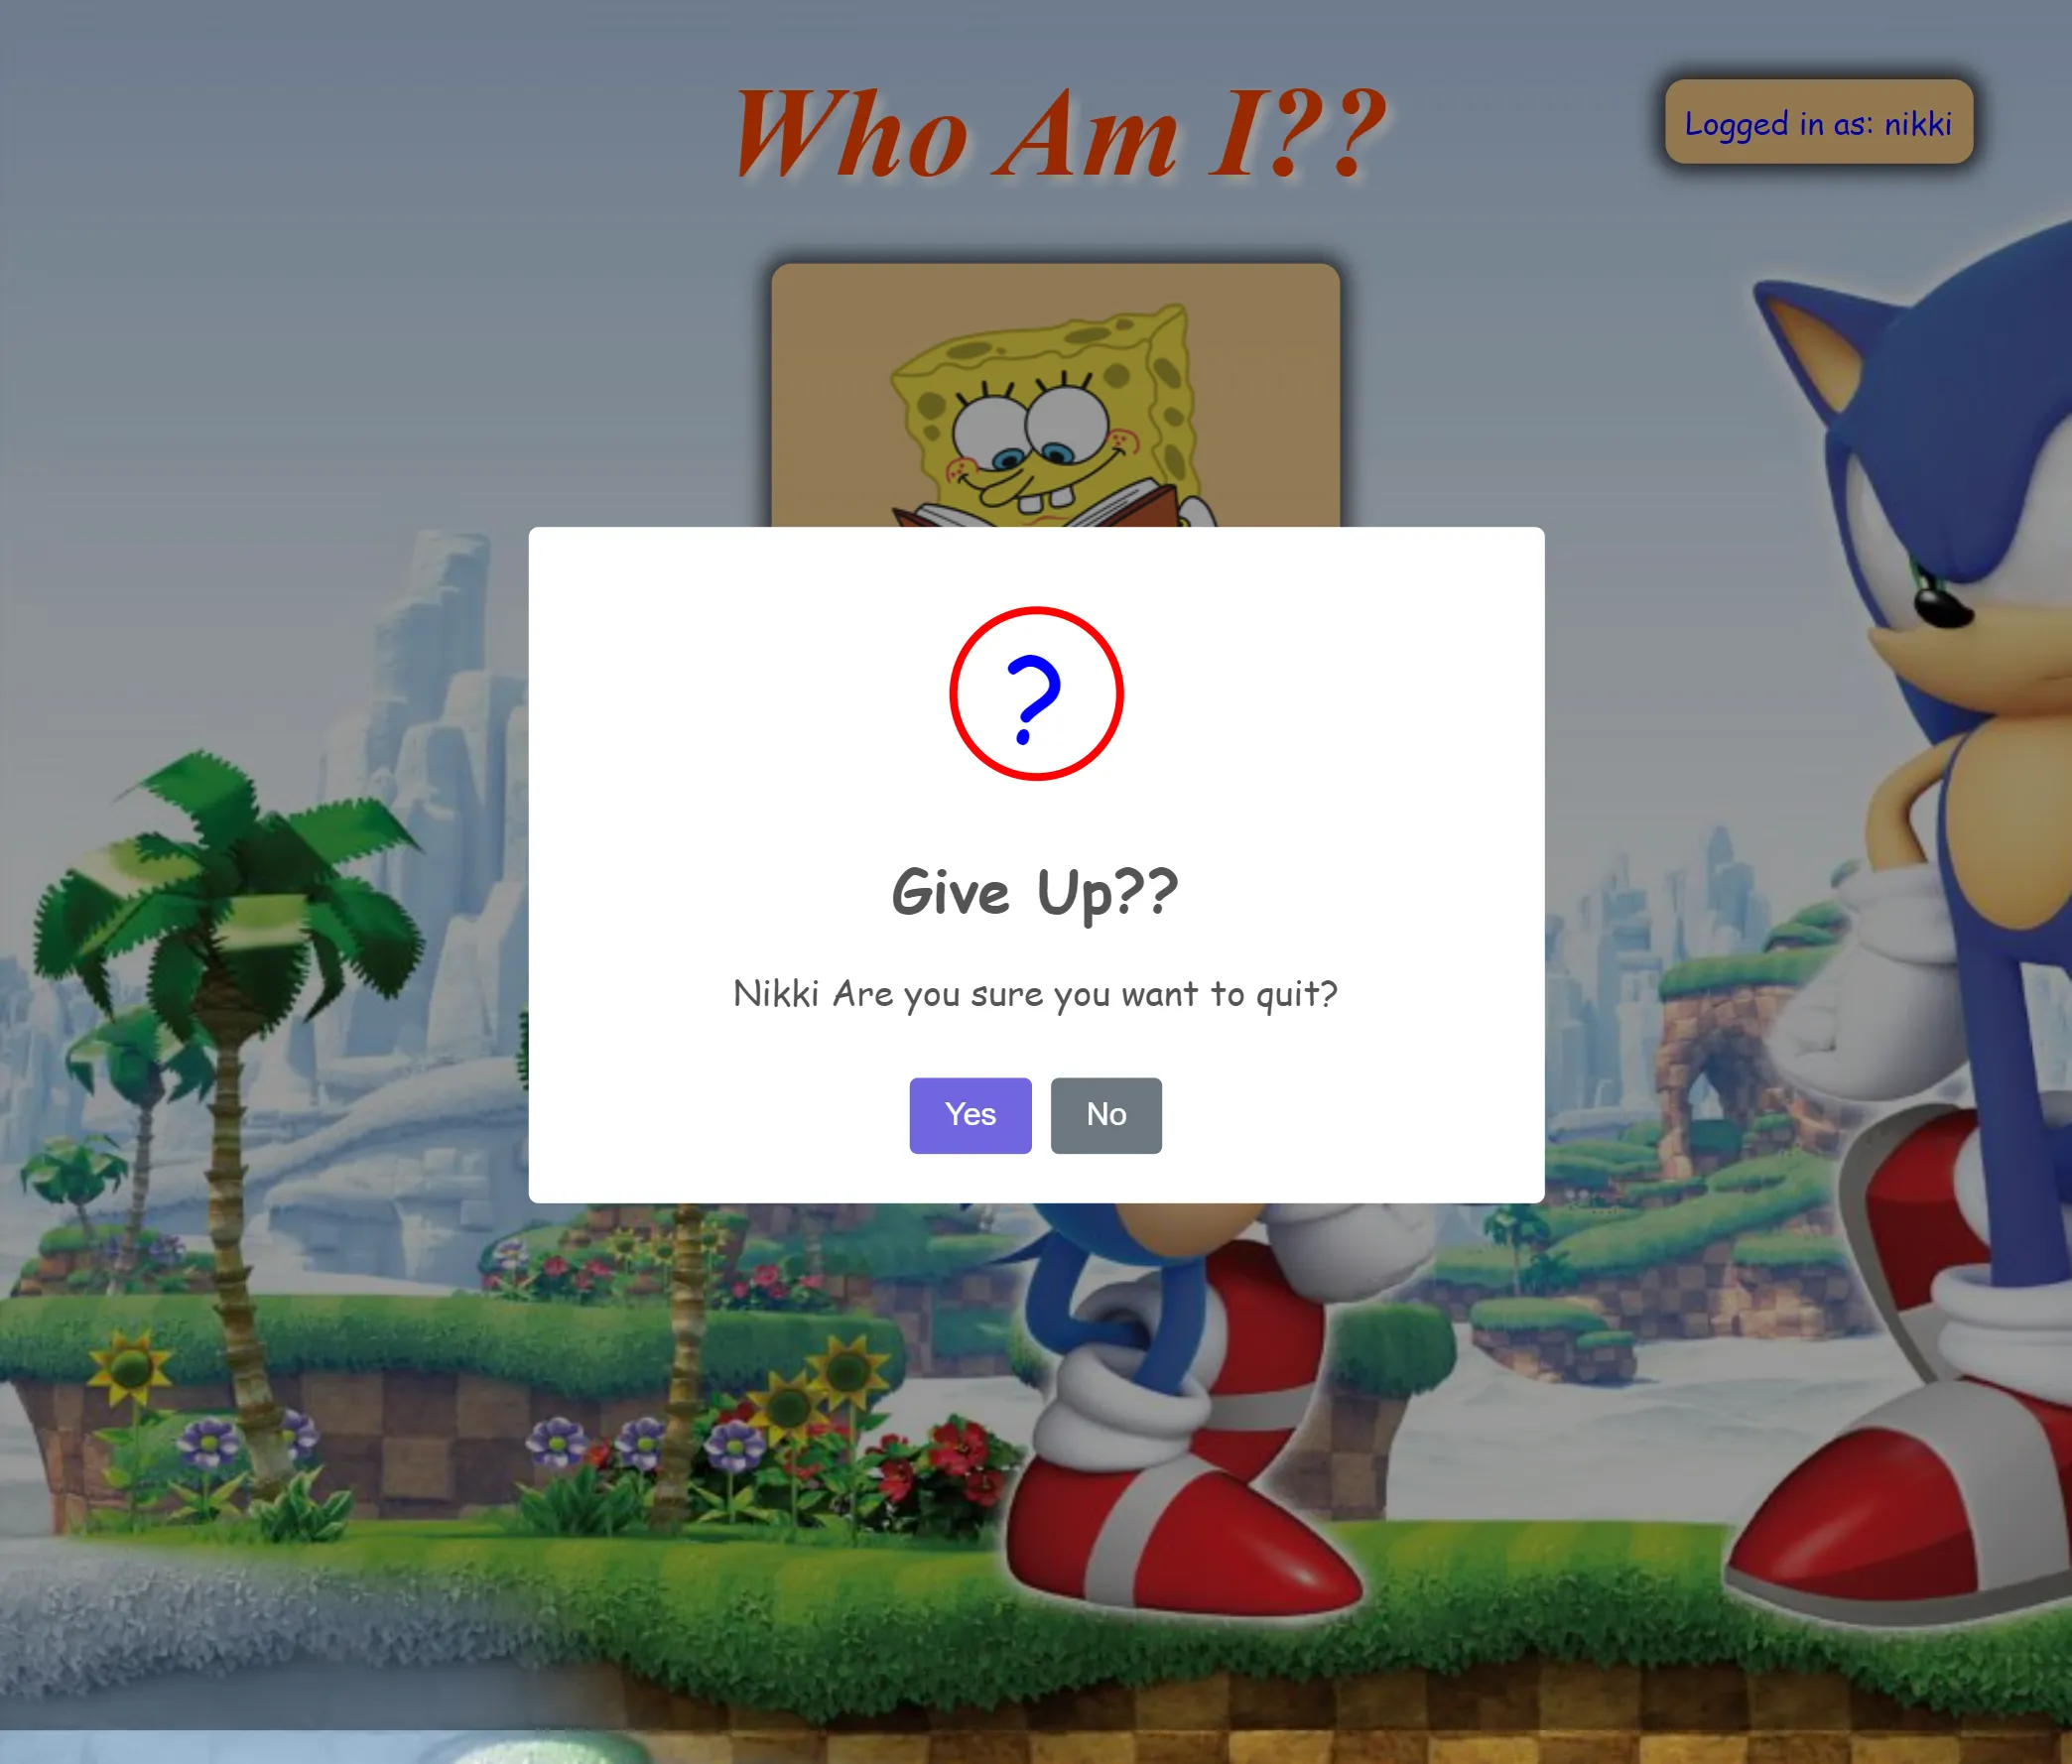 Who Am I??
Logged in as: nikki
?
Give Up??
Nikki Are you sure you want to quit?
Yes
No